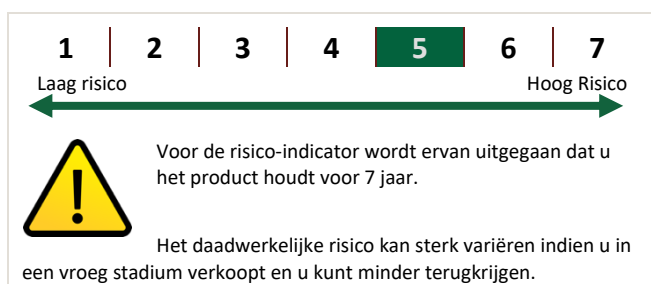 1 2 3 4 5 6 7
Laag risico Hoog Risico
Voor de risico-indicator wordt ervan uitgegaan dat u
het product houdt voor 7 jaar.
Het daadwerkelijke risico kan sterk variëren indien u in
een vroeg stadium verkoopt en u kunt minder terugkrijgen.